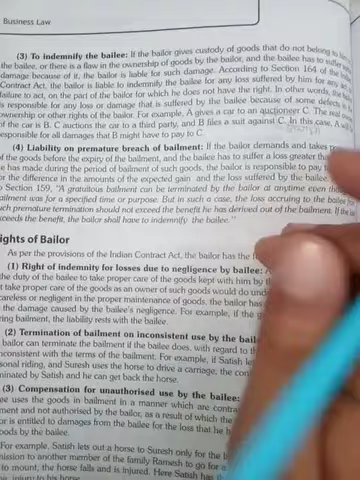 Business Law
(3) To indemnify the bailee: If the bailor gives custody of goods that do not belong to
the bailee, or there is a flaw in the ownership of goods by the bailor, and the bailee has to suffer
damage because of it, the bailor is liable for such damage. According to Section 164 of the
Contract Act, the bailor is liable to indemnify the bailee for any loss suffered by him for any
failure to act, on the part of the bailor for which he does not have the right. In other words, the
is responsible for any loss or damage that is suffered by the bailee because of some defects in
ownership or other rights of the bailor. For example, A gives a car to an auctioneer C. The real
of the car is B. C auctions the car to a third party, and B files a suit against C. In this case, A will
responsible for all damages that B might have to pay to C.
(4) Liability on premature breach of bailment: If the bailor demands and takes
of the goods before the expiry of the bailment, and the bailee has to suffer a loss greater than
e has made during the period of bailment of such goods, the bailor is responsible to pay
or the difference in the amounts of the expected gain and the loss suffered by the bailee.
Section 159, "A gratuitous bailment can be terminated by the bailor at anytime even though
ailment was for a specified time or purpose. But in such a case, the loss accruing to the bailee
uch premature termination should not exceed the benefit he has derived out of the bailment. If the
xceeds the benefit, the bailor shall have to indemnify the bailee."
ights of Bailor
As per the provisions of Indian Contract Act, the bailor has the
(1) Right of indemnity for losses due to negligence by bailee:
the duty of the bailee to take proper care of the goods kept with him by
t take proper care of the goods as an owner of such goods would do
careless or negligent in the proper maintenance of goods, the bailor has
the damage caused by the bailee's negligence. For example, if the
ring bailment, the liability rests with the bailee.
(2) Termination of bailment on inconsistent use by the
bailor can terminate the bailment if the bailee does, with regard to
nconsistent with the terms of the bailment. For example, if Satish
sonal riding, and Suresh uses the horse to drive a carriage, the
minated by Satish and he can get back the horse.
(3) Compensation for unauthorised use by the bailee:
ee uses the goods in bailment in a manner which are
ment and not authorised by the bailor, as a result of which the
or is entitled to damages from the bailee for the loss that he
oods by the bailee.
For example, Satish lets out a horse to Suresh only for the
mission to another member of the family Ramesh to go for a
to mount, the horse falls and is injured. Here Satish has
injury to his horse.